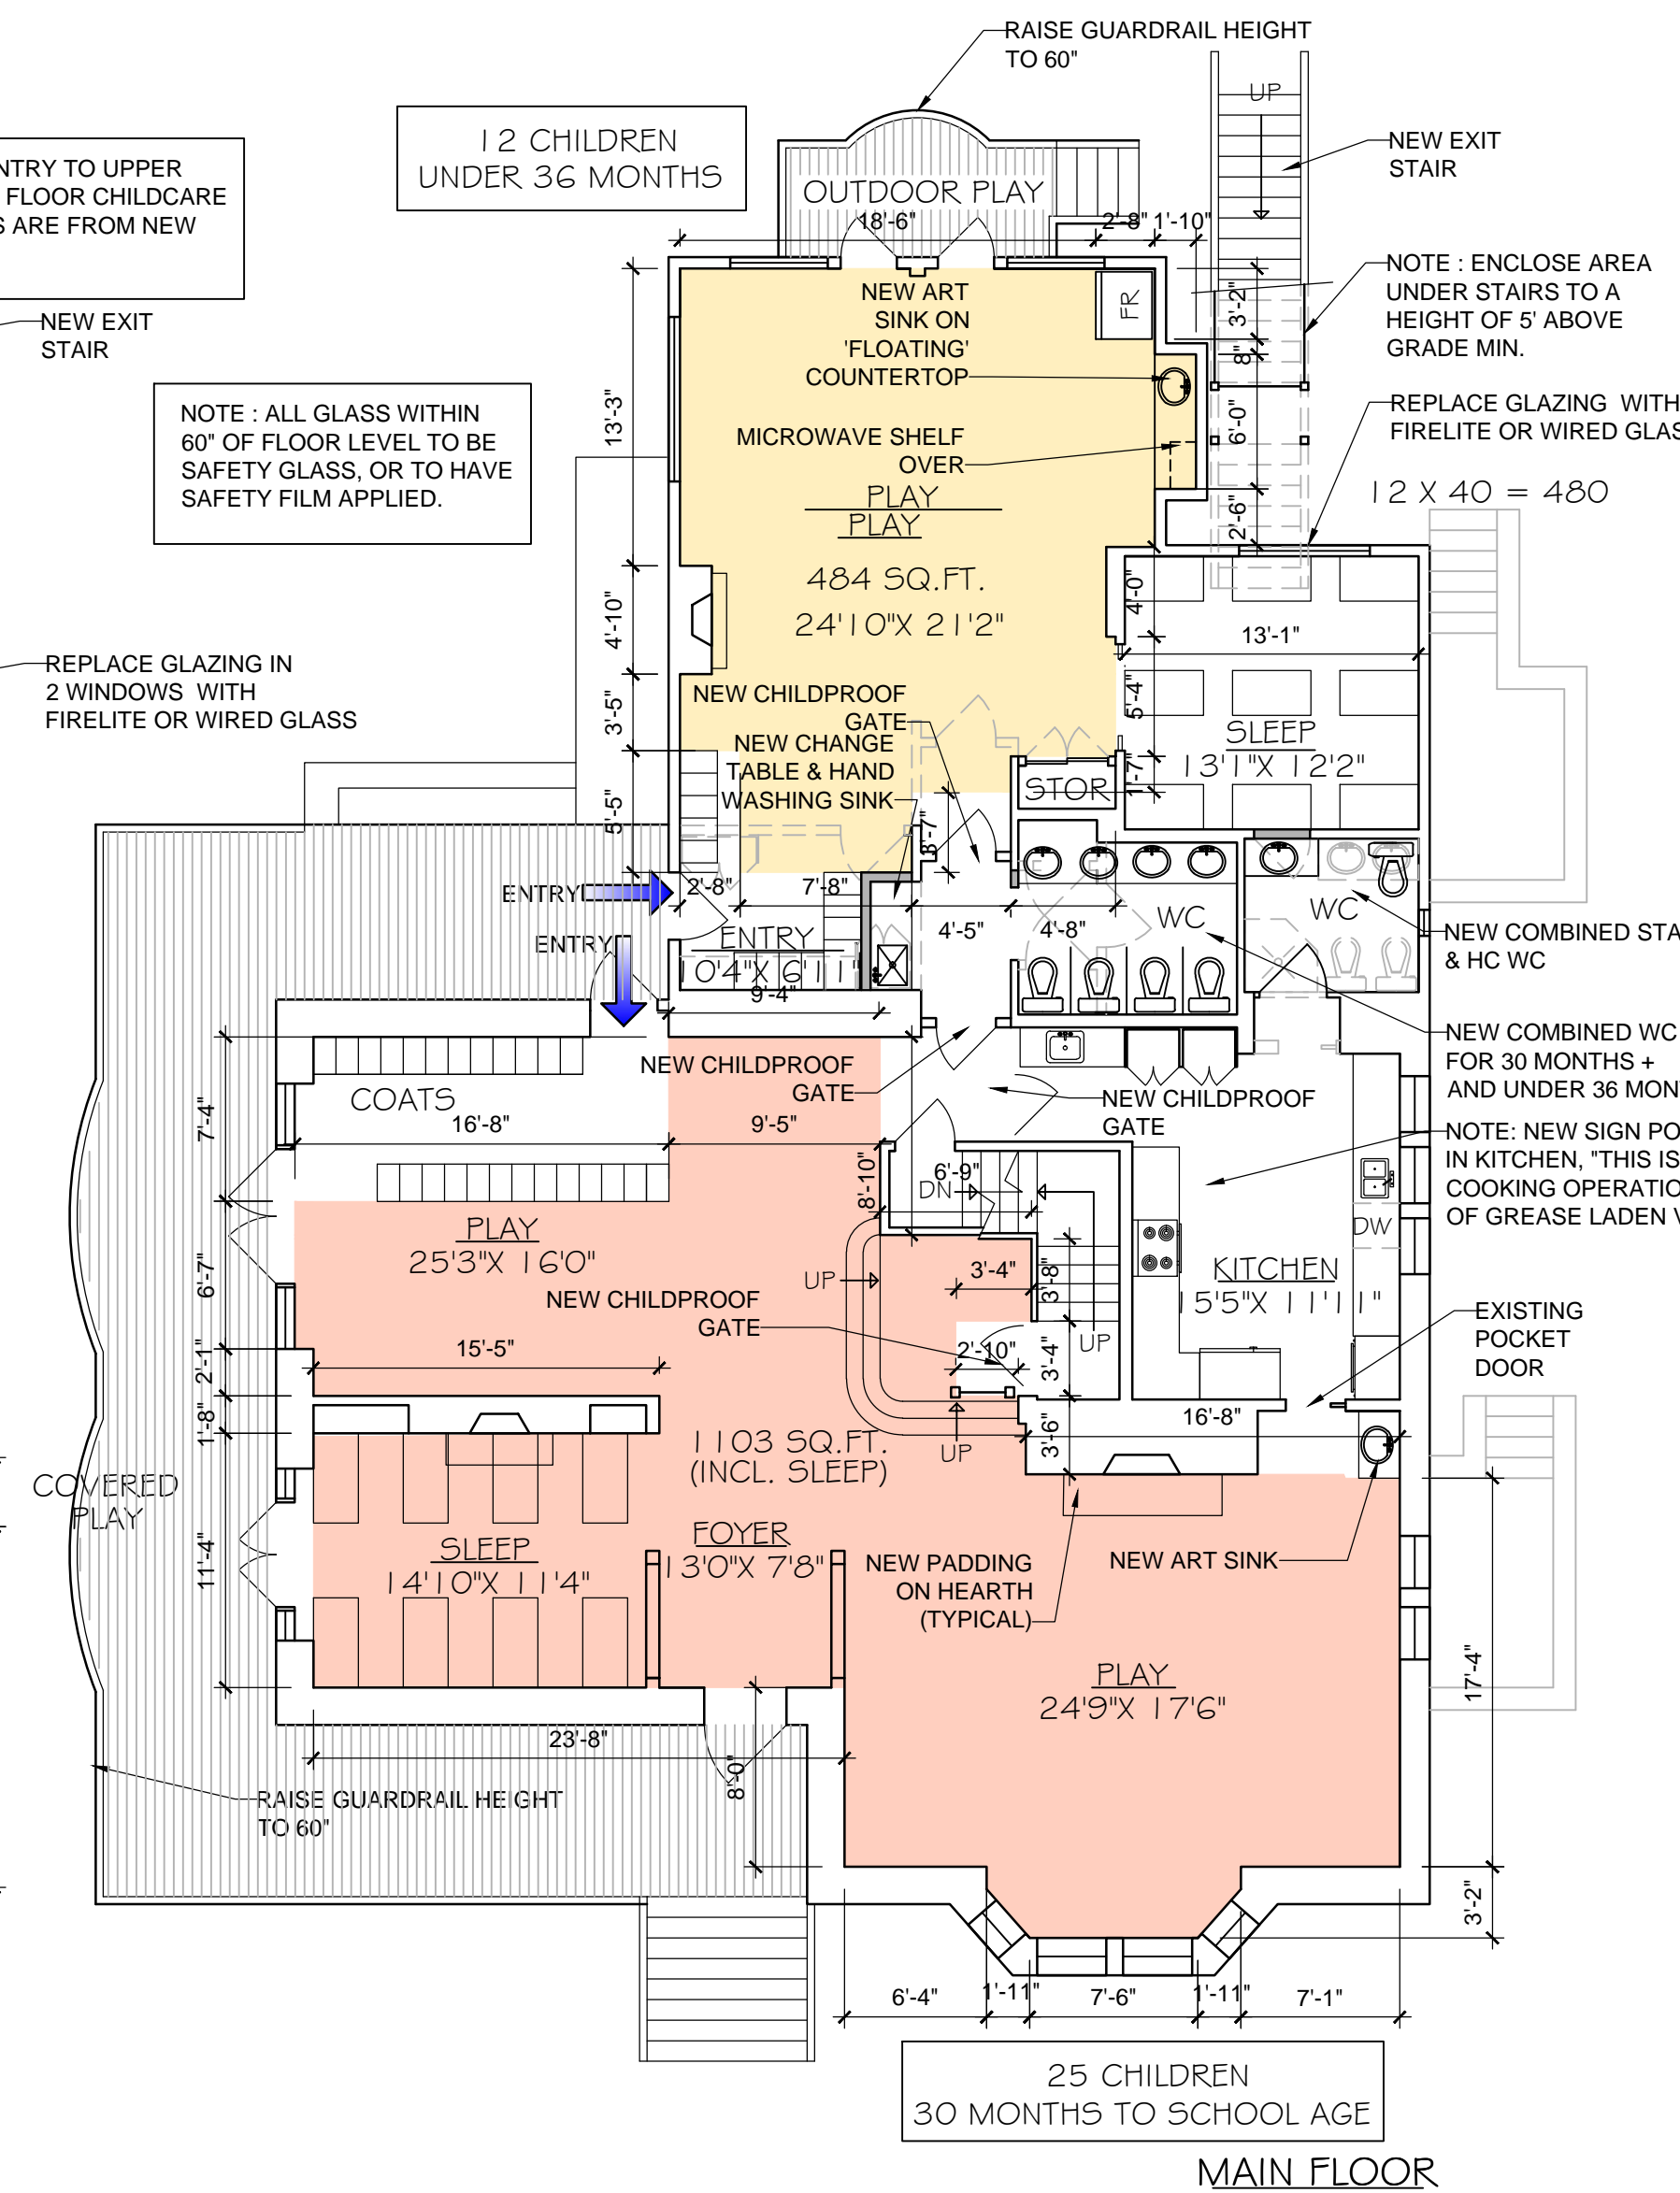 RAISE GUARDRAIL HEIGHT
TO 60"
UP
12 CHILDREN
UNDER 36 MONTHS
NEW EXIT
STAIR
NTRY TO UPPER
FLOOR CHILDCARE
S ARE FROM NEW
OUTDOOR PLAY
18'-6"
2'-8"
1'-10"
NEW EXIT
STAIR
NOTE : ENCLOSE AREA
UNDER STAIRS TO A
HEIGHT OF 5' ABOVE
GRADE MIN.
NEW ART
SINK ON
'FLOATING'
COUNTERTOP
FR
3'-2"
8"
6'-0"
2'-6"
NOTE : ALL GLASS WITHIN
60" OF FLOOR LEVEL TO BE
SAFETY GLASS, OR TO HAVE
SAFETY FILM APPLIED.
13'-3"
REPLACE GLAZING WITH
FIRELITE OR WIRED GLAS
MICROWAVE SHELF
OVER
12 X 40 = 480
PLAY
PLAY
484 SQ.FT.
24'10"X 21'2"
4'-10"
4'-0"
13'-1"
REPLACE GLAZING IN
2 WINDOWS WITH
FIRELITE OR WIRED GLASS
3'-5"
5'-4"
NEW CHILDPROOF
GATE
SLEEP
13'1"X 12'2"
NEW CHANGE
TABLE & HAND
WASHING SINK
STOR
1'-7"
5'-5"
3'-7"
ENTRY
2'-8"
7'-8"
4'-5"
4'-8"
WC
WC
ENTRY
ENTRY
10'4"X 6'11"
9'-4"
NEW COMBINED STA
& HC WC
NEW COMBINED WC
FOR 30 MONTHS +
AND UNDER 36 MON
NEW CHILDPROOF
GATE
NEW CHILDPROOF
GATE
COATS
7'-4"
16'-8"
9'-5"
NOTE: NEW SIGN PO
IN KITCHEN, "THIS IS
COOKING OPERATIO
OF GREASE LADEN V
8'-10"
6'-9"
DN
DW
PLAY
25'3"X 16'0"
6'-7"
UP
3'-4"
3'-8"
KITCHEN
15'5"X 11'11"
NEW CHILDPROOF
GATE
EXISTING
POCKET
DOOR
2'-1"
15'-5"
2'-10"
3'-4"
UP
1'-8"
UP
3'-6"
16'-8"
1103 SQ.FT.
(INCL. SLEEP)
COVERED
PLAY
11'-4"
SLEEP
14'10"X 11'4"
FOYER
13'0"X 7'8"
NEW PADDING
ON HEARTH
(TYPICAL)
NEW ART SINK
PLAY
24'9"X 17'6"
17'-4"
23'-8"
8'-0"
RAISE GUARDRAIL HEIGHT
TO 60"
3'-2"
6'-4"
1'-11"
7'-6"
1'-11"
7'-1"
25 CHILDREN
30 MONTHS TO SCHOOL AGE
MAIN FLOOR